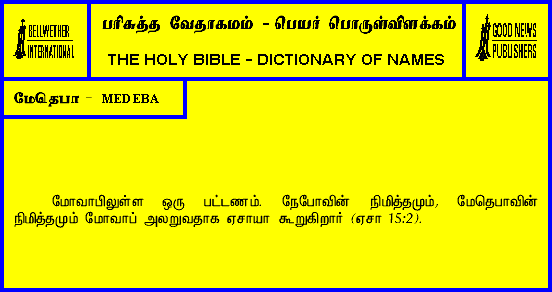 BELLWETHER
INTERNATIONAL
பரிசுத்த வேதாகமம் - பெயர் பொருள்விளக்கம்
THE HOLY BIBLE - DICTIONARY OF NAMES
GOOD NEWS
PUBLISHERS
மேதெபா - MEDEBA
மோவாபிலுள்ள ஒரு பட்டணம். நேபோவின் நிமித்தமும், மேதெபாவின்
நிமித்தமும் மோவாப் அலறுவதாக ஏசாயா கூறுகிறார் (ஏசா 15:2).